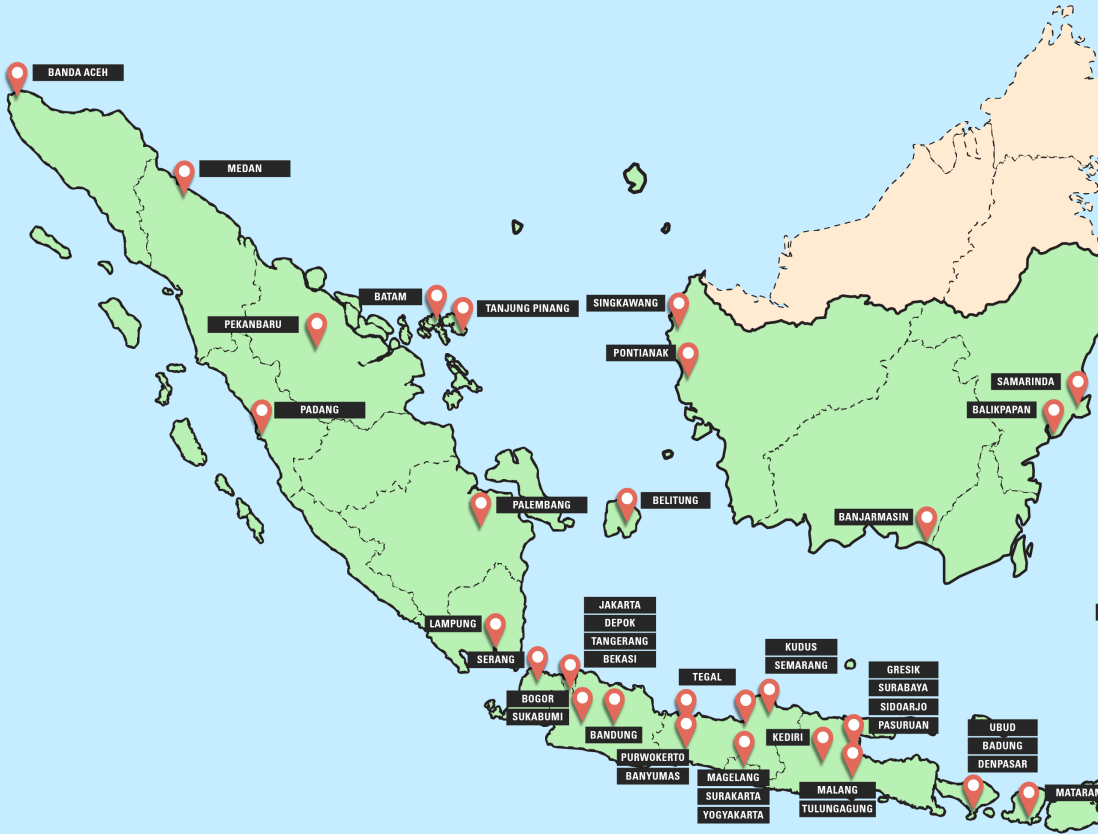 BANDA ACEH
MEDAN
BATAM
TANJUNG PINANG
SINGKAWANG
PEKANBARU
PONTIANAK
SAMARINDA
PADANG
BALIKPAPAN
PALEMBANG
BELITUNG
BANJARMASIN
LAMPUNG
SERANG
JAKARTA
DEPOK
TANGERANG
BEKASI
BOGOR
SUKABUMI
BANDUNG
TEGAL
PURWOKERTO
BANYUMAS
KUDUS
SEMARANG
MAGELANG
SURAKARTA
YOGYAKARTA
KEDIRI
GRESIK
SURABAYA
SIDOARJO
PASURUAN
MALANG
TULUNGAGUNG
UBUD
BADUNG
DENPASAR
MATARAM